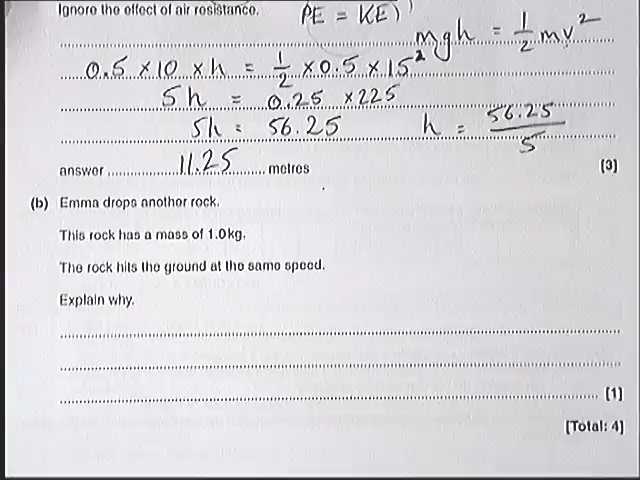 Ignore the effect of air resistance.
PE = KE
mgh = 1/2 mv²
0.5 × 10 × h = 1/2 × 0.5 × 15²
5h = 0.25 × 225
5h = 56.25 h = 56.25/5
answer 11.25 metres [3]
(b) Emma drops another rock.
This rock has a mass of 1.0kg.
The rock hits the ground at the same speed.
Explain why.
[1]
[Total: 4]